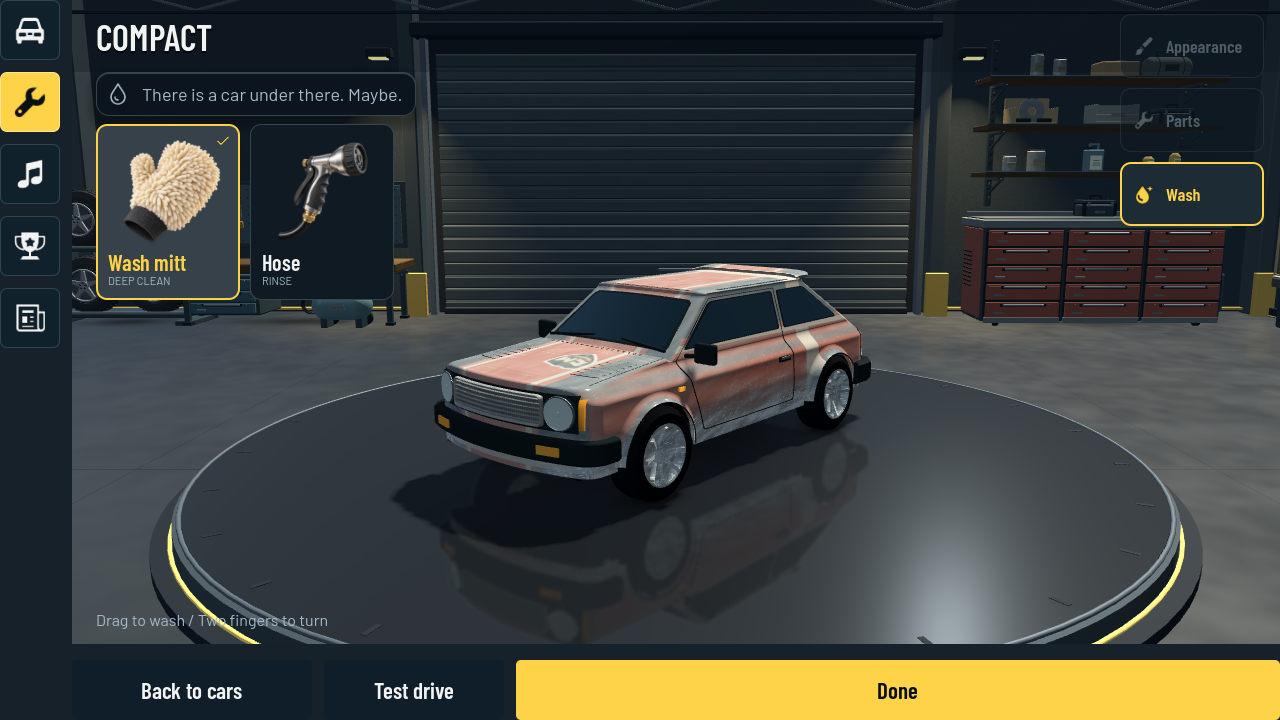 COMPACT
There is a car under there. Maybe.
Wash mitt
DEEP CLEAN
Hose
RINSE
Appearance
Parts
Wash
Drag to wash / Two fingers to turn
Back to cars
Test drive
Done